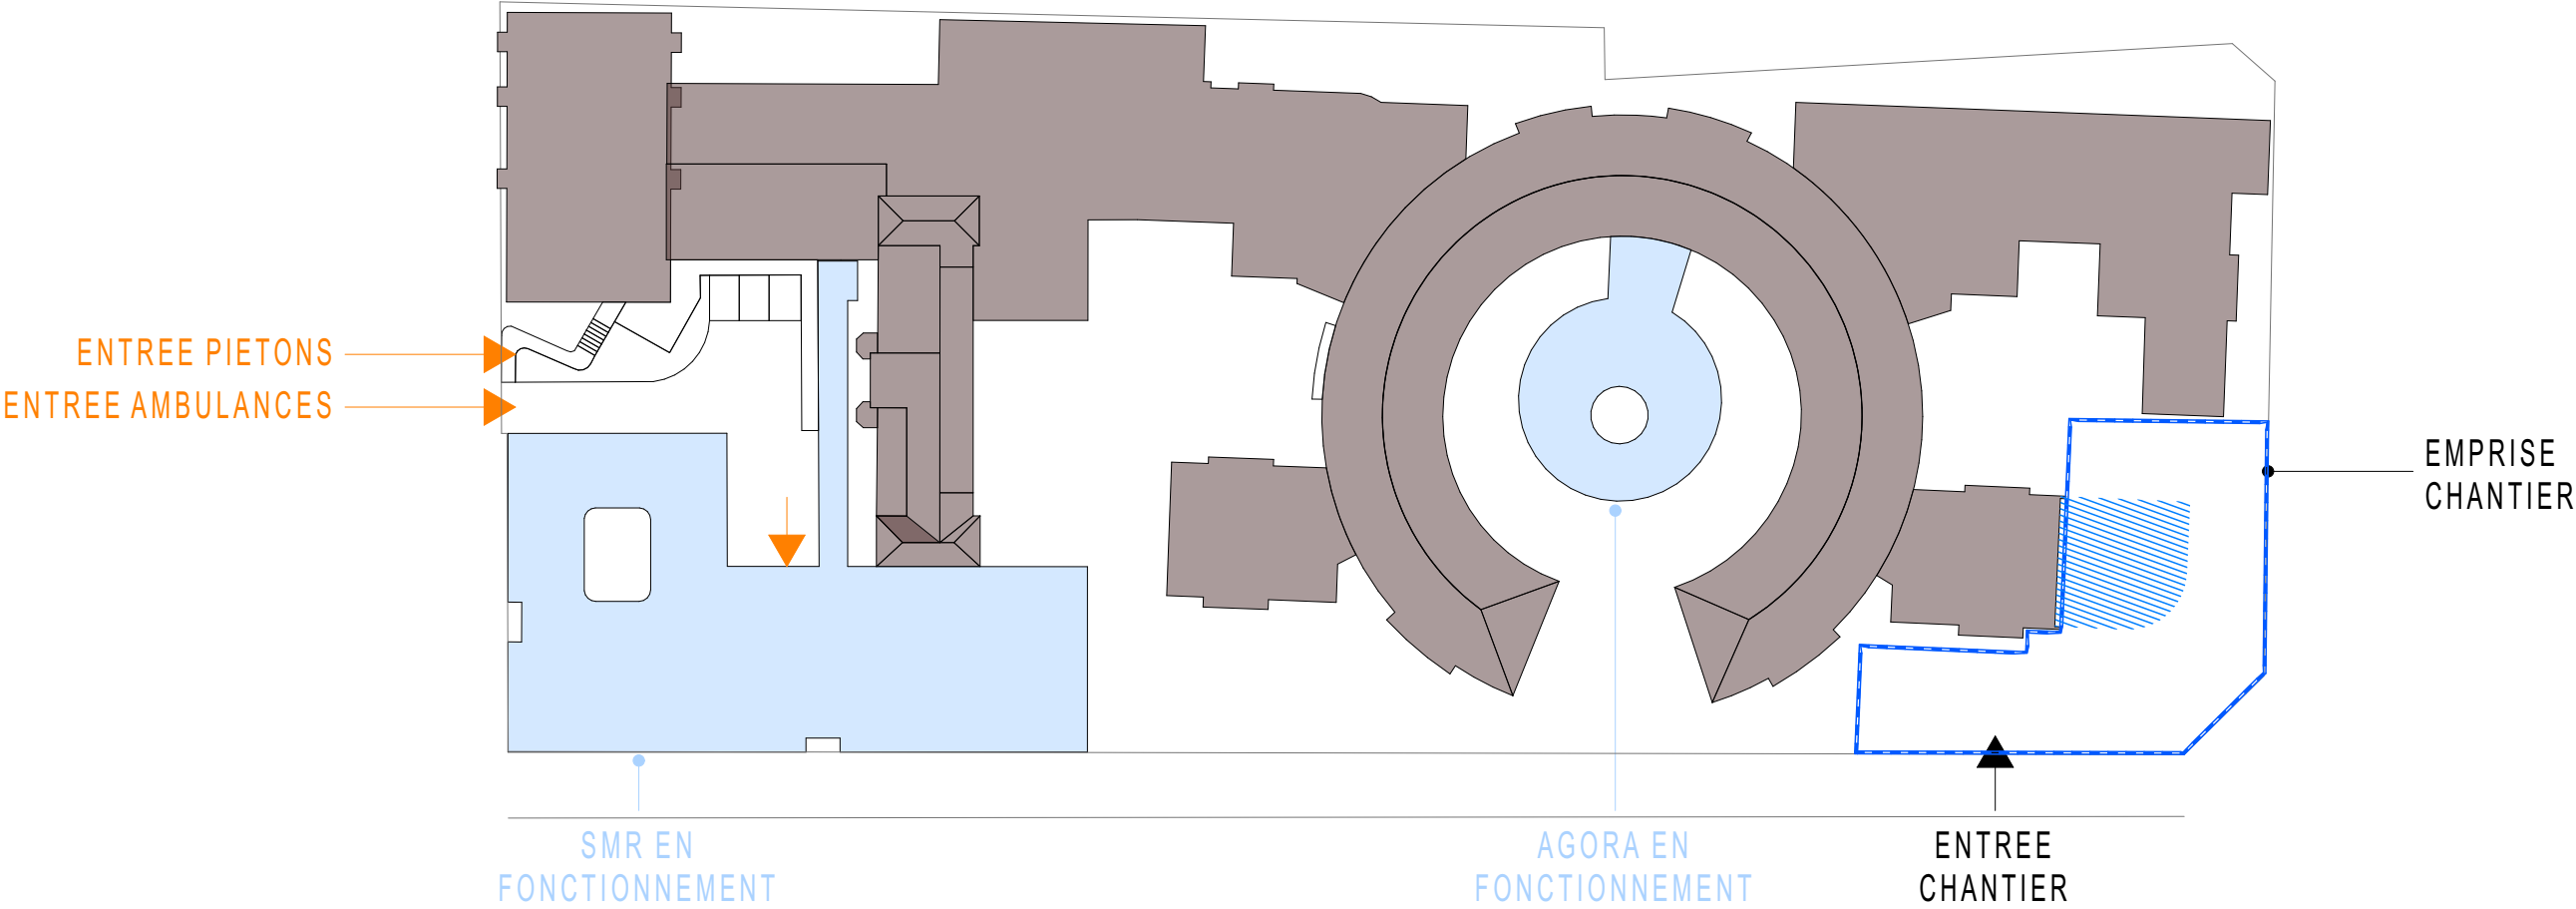 ENTREE PIETONS
ENTREE AMBULANCES
EMPRISE
CHANTIER
SMR EN
FONCTIONNEMENT
AGORA EN
FONCTIONNEMENT
ENTREE
CHANTIER